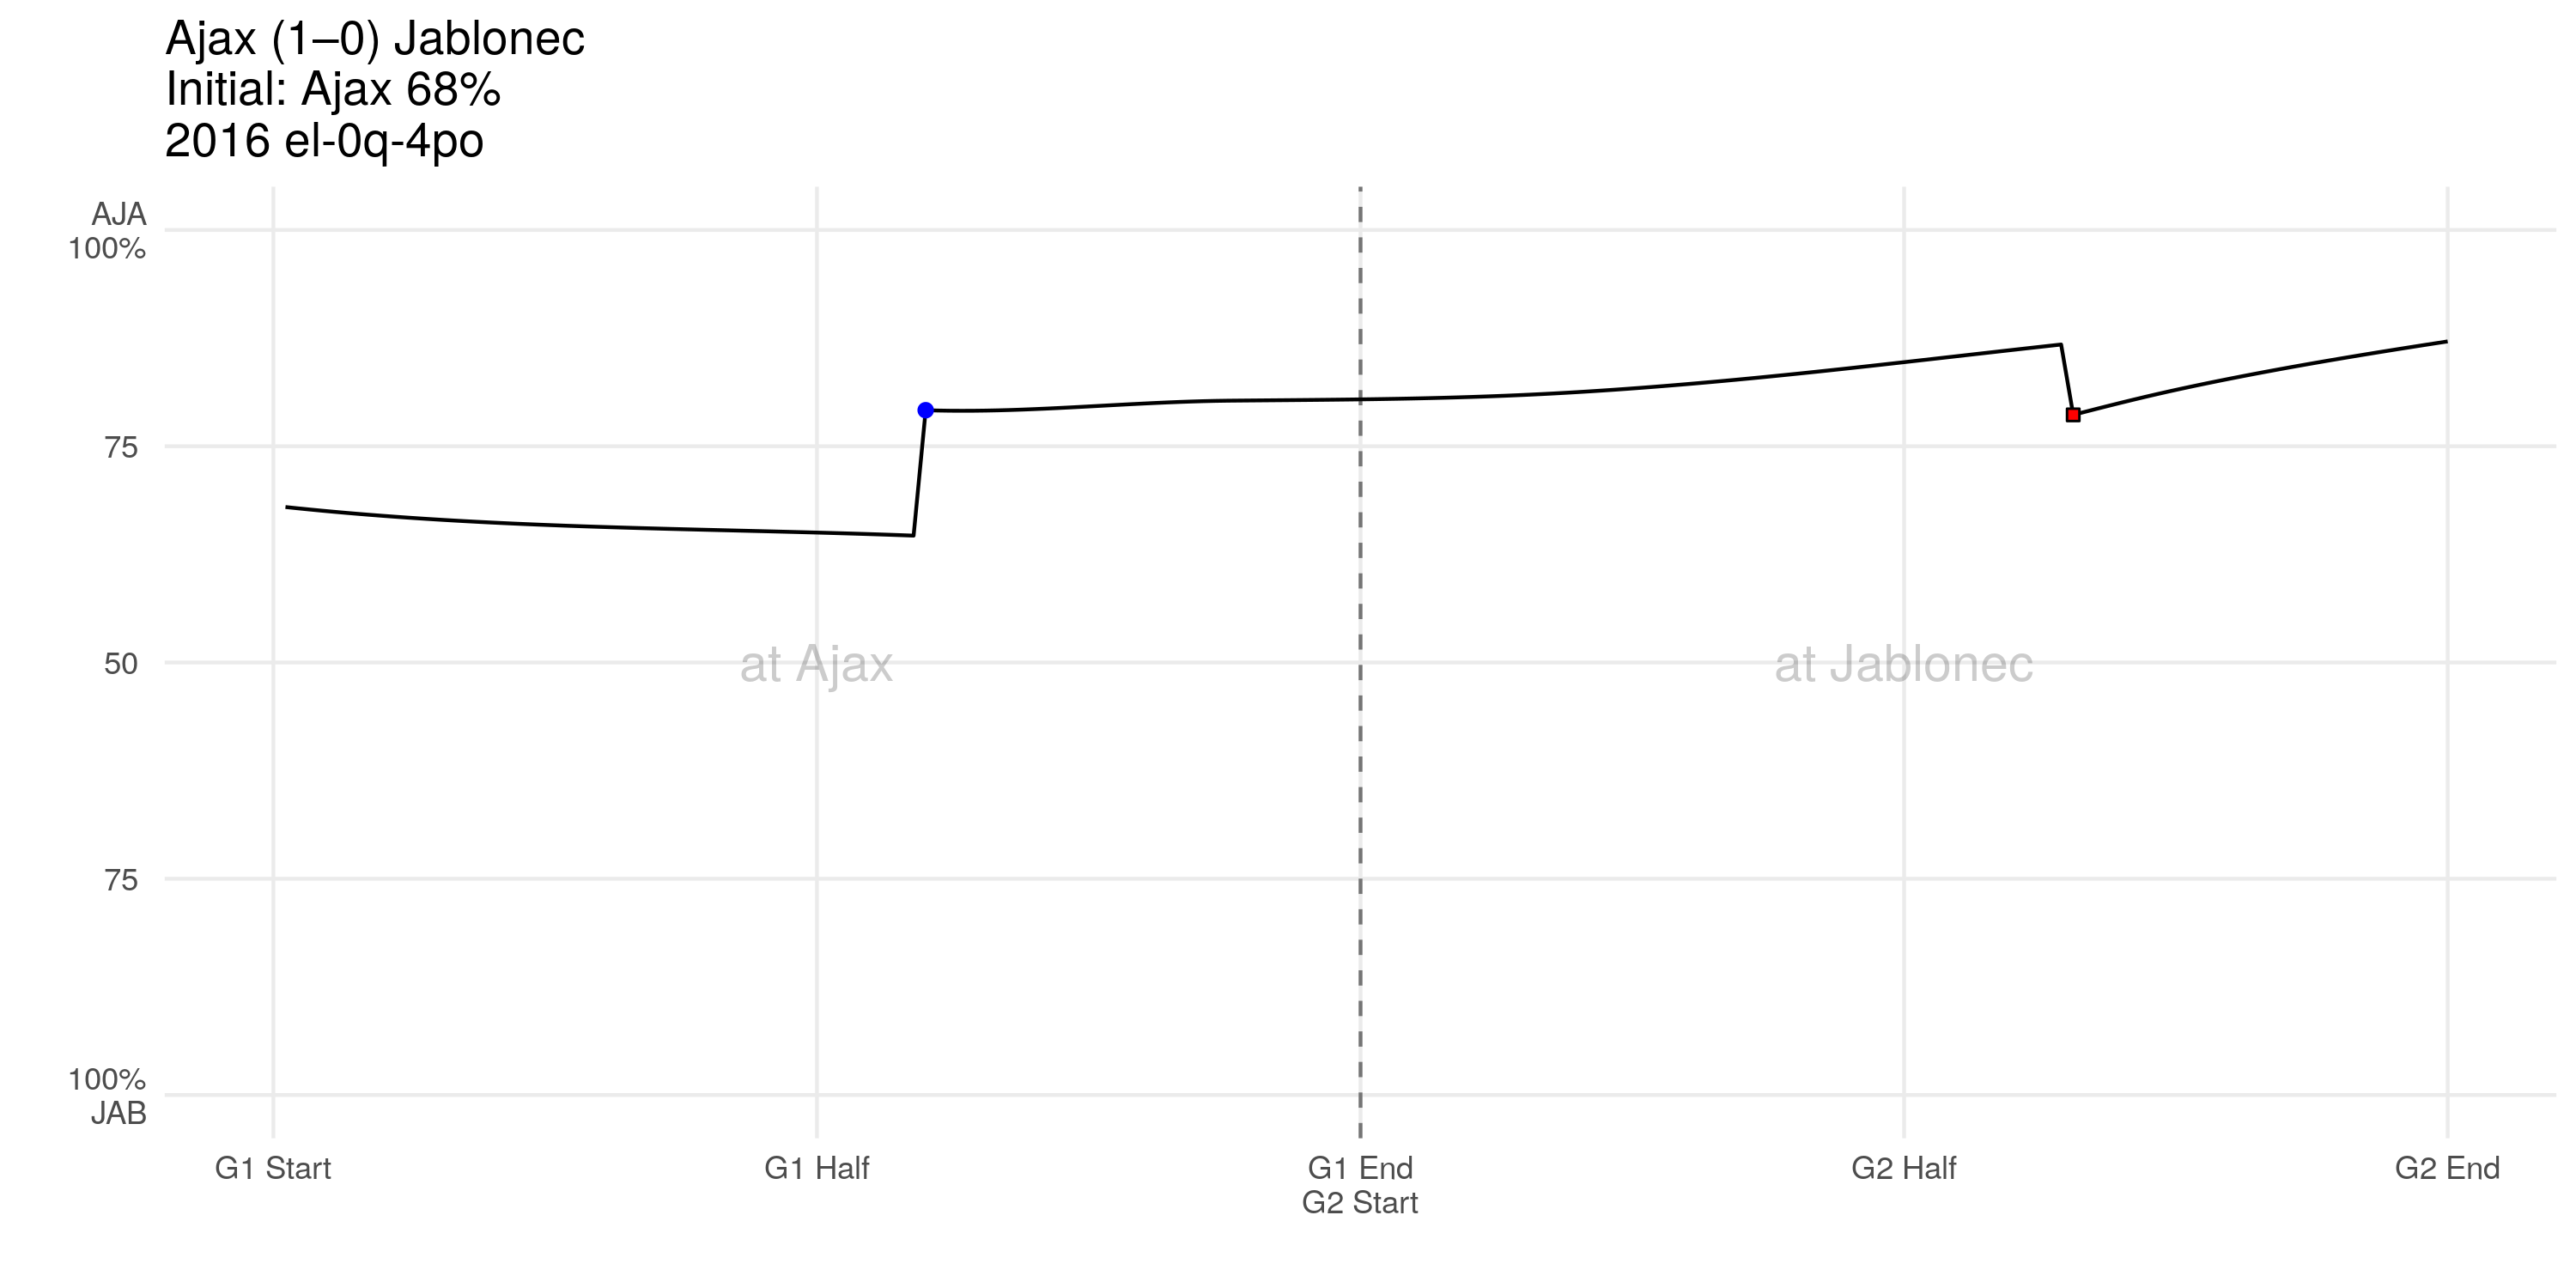 Ajax (1–0) Jablonec
Initial: Ajax 68%
2016 el-0q-4po
AJA
100%
75
50
75
100%
JAB
at Ajax
at Jablonec
G1 Start
G1 Half
G1 End
G2 Start
G2 Half
G2 End